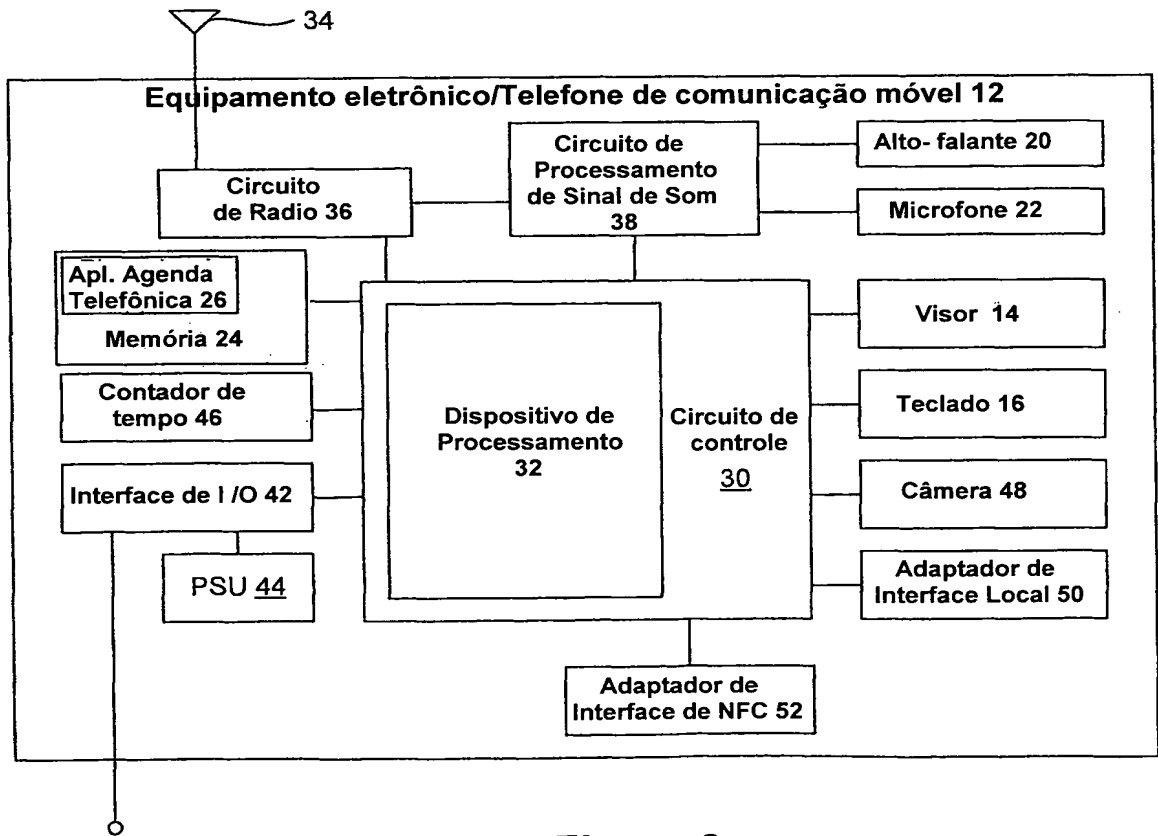 34
Equipamento eletrônico/Telefone de comunicação móvel 12
Circuito de
Processamento
de Sinal de Som
38
Alto- falante 20
Microfone 22
Circuito
de Radio 36
Apl. Agenda
Telefônica 26
Memória 24
Visor 14
Contador de
tempo 46
Dispositivo de
Processamento
32
Circuito de
controle
30
Teclado 16
Interface de I /O 42
Câmera 48
PSU 44
Adaptador de
Interface Local 50
Adaptador de
Interface de NFC 52